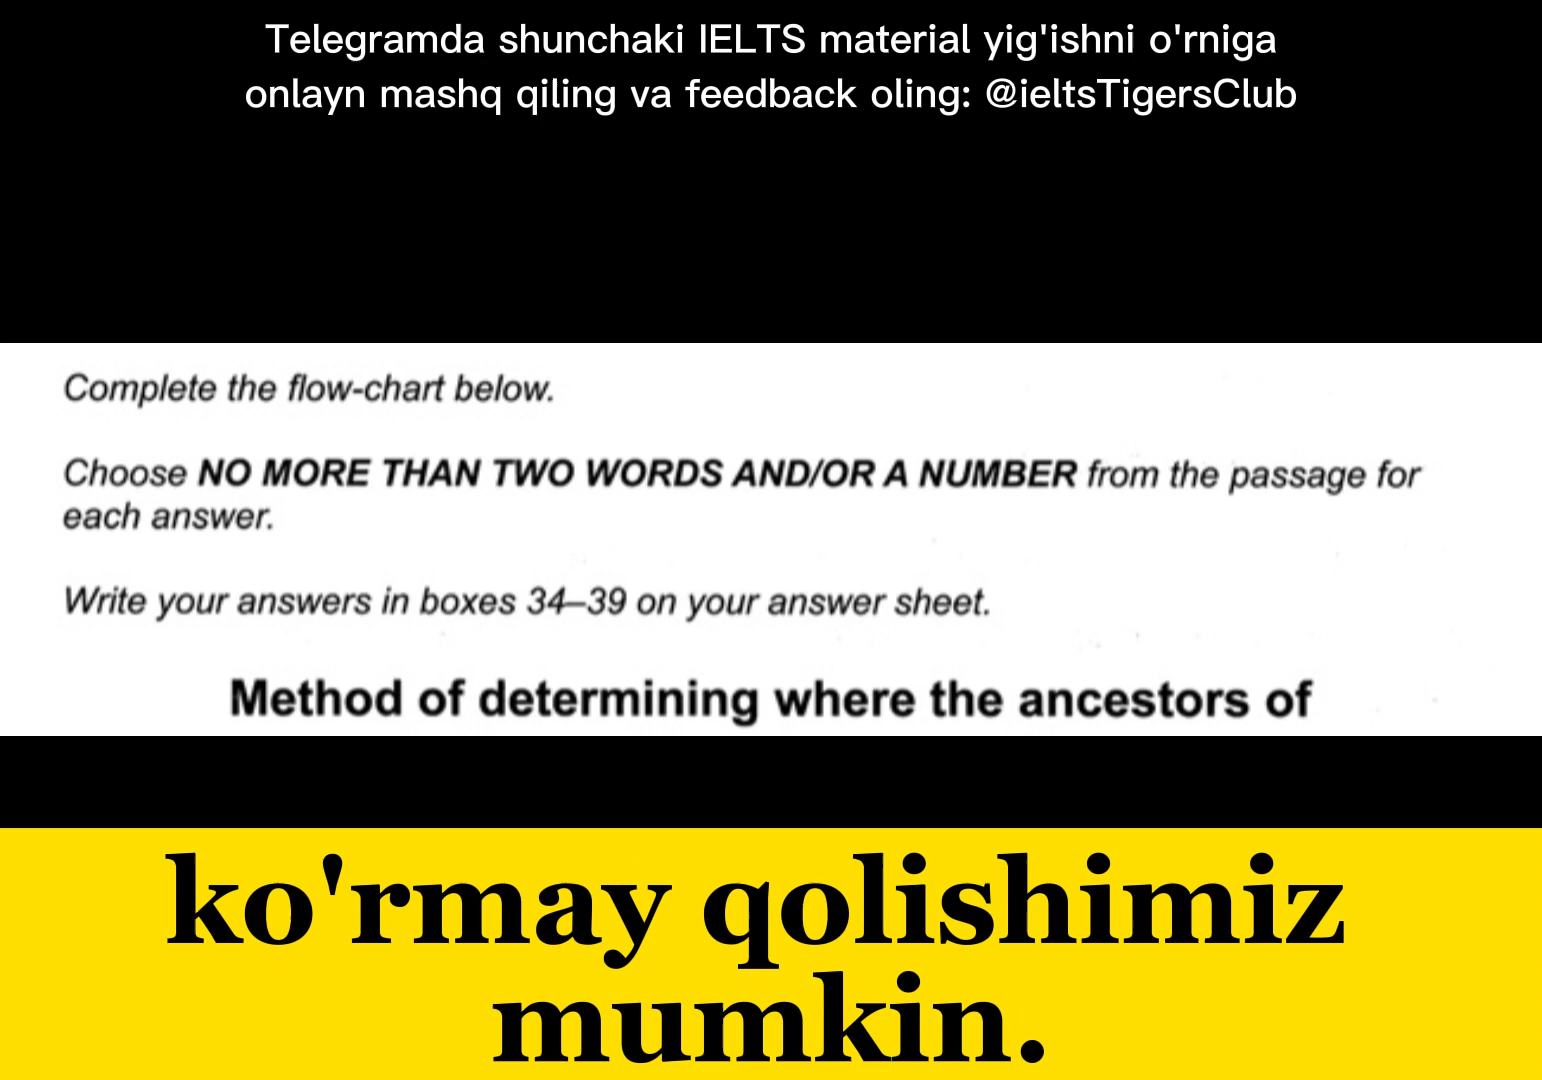 Telegramda shunchaki IELTS material yig'ishni o'rniga
onlayn mashq qiling va feedback oling: @ieltsTigersClub
Complete the flow-chart below.
Choose NO MORE THAN TWO WORDS AND/OR A NUMBER from the passage for
each answer.
Write your answers in boxes 34–39 on your answer sheet.
Method of determining where the ancestors of
ko'rmay qolishimiz
mumkin.